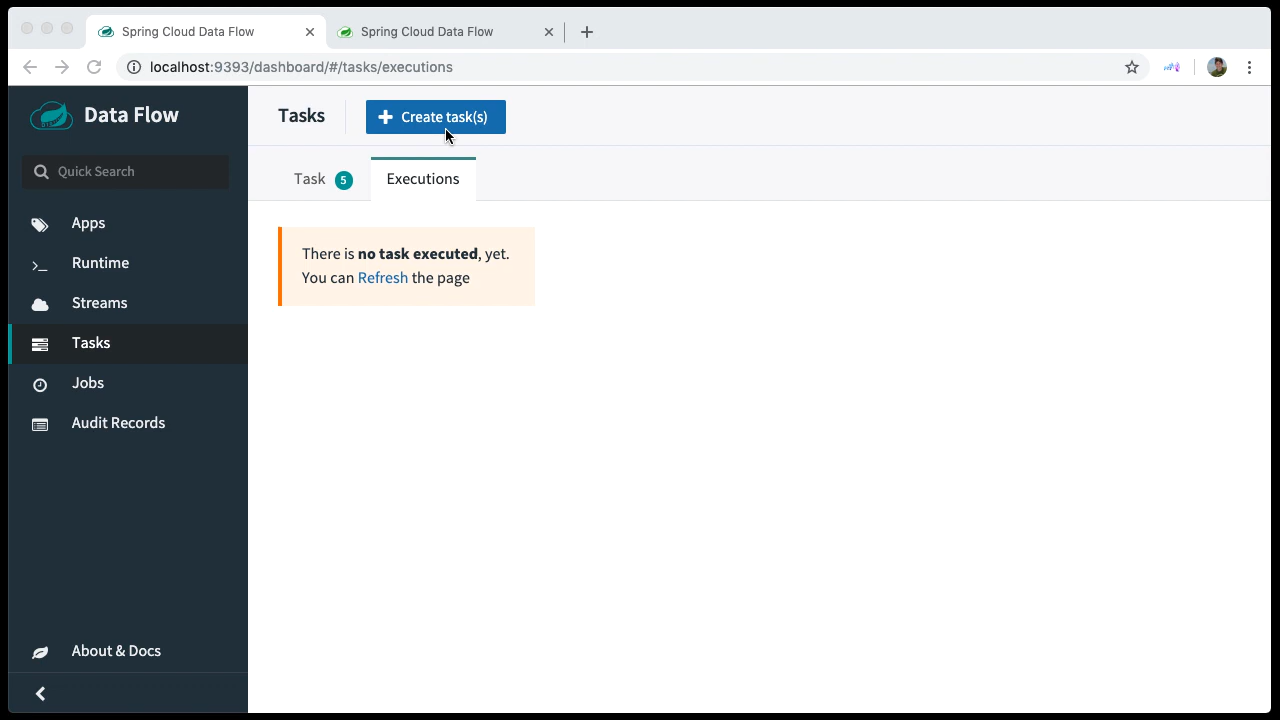 Spring Cloud Data Flow
Spring Cloud Data Flow
localhost:9393/dashboard/#/tasks/executions
Data Flow
Quick Search
Apps
Runtime
Streams
Tasks
Jobs
Audit Records
About & Docs
Tasks
Create task(s)
Task 5
Executions
There is no task executed, yet.
You can Refresh the page